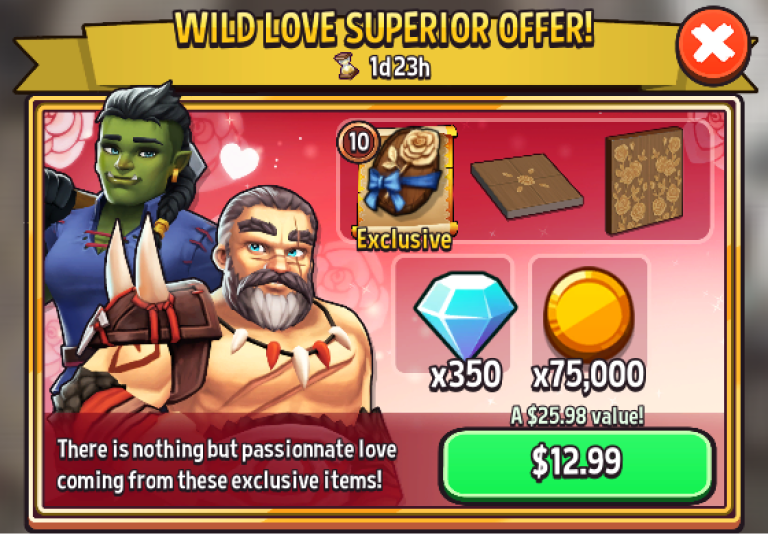 WILD LOVE SUPERIOR OFFER!
1d 23h
10
Exclusive
x350
x75,000
A $25.98 value!
$12.99
There is nothing but passionnate love
coming from these exclusive items!